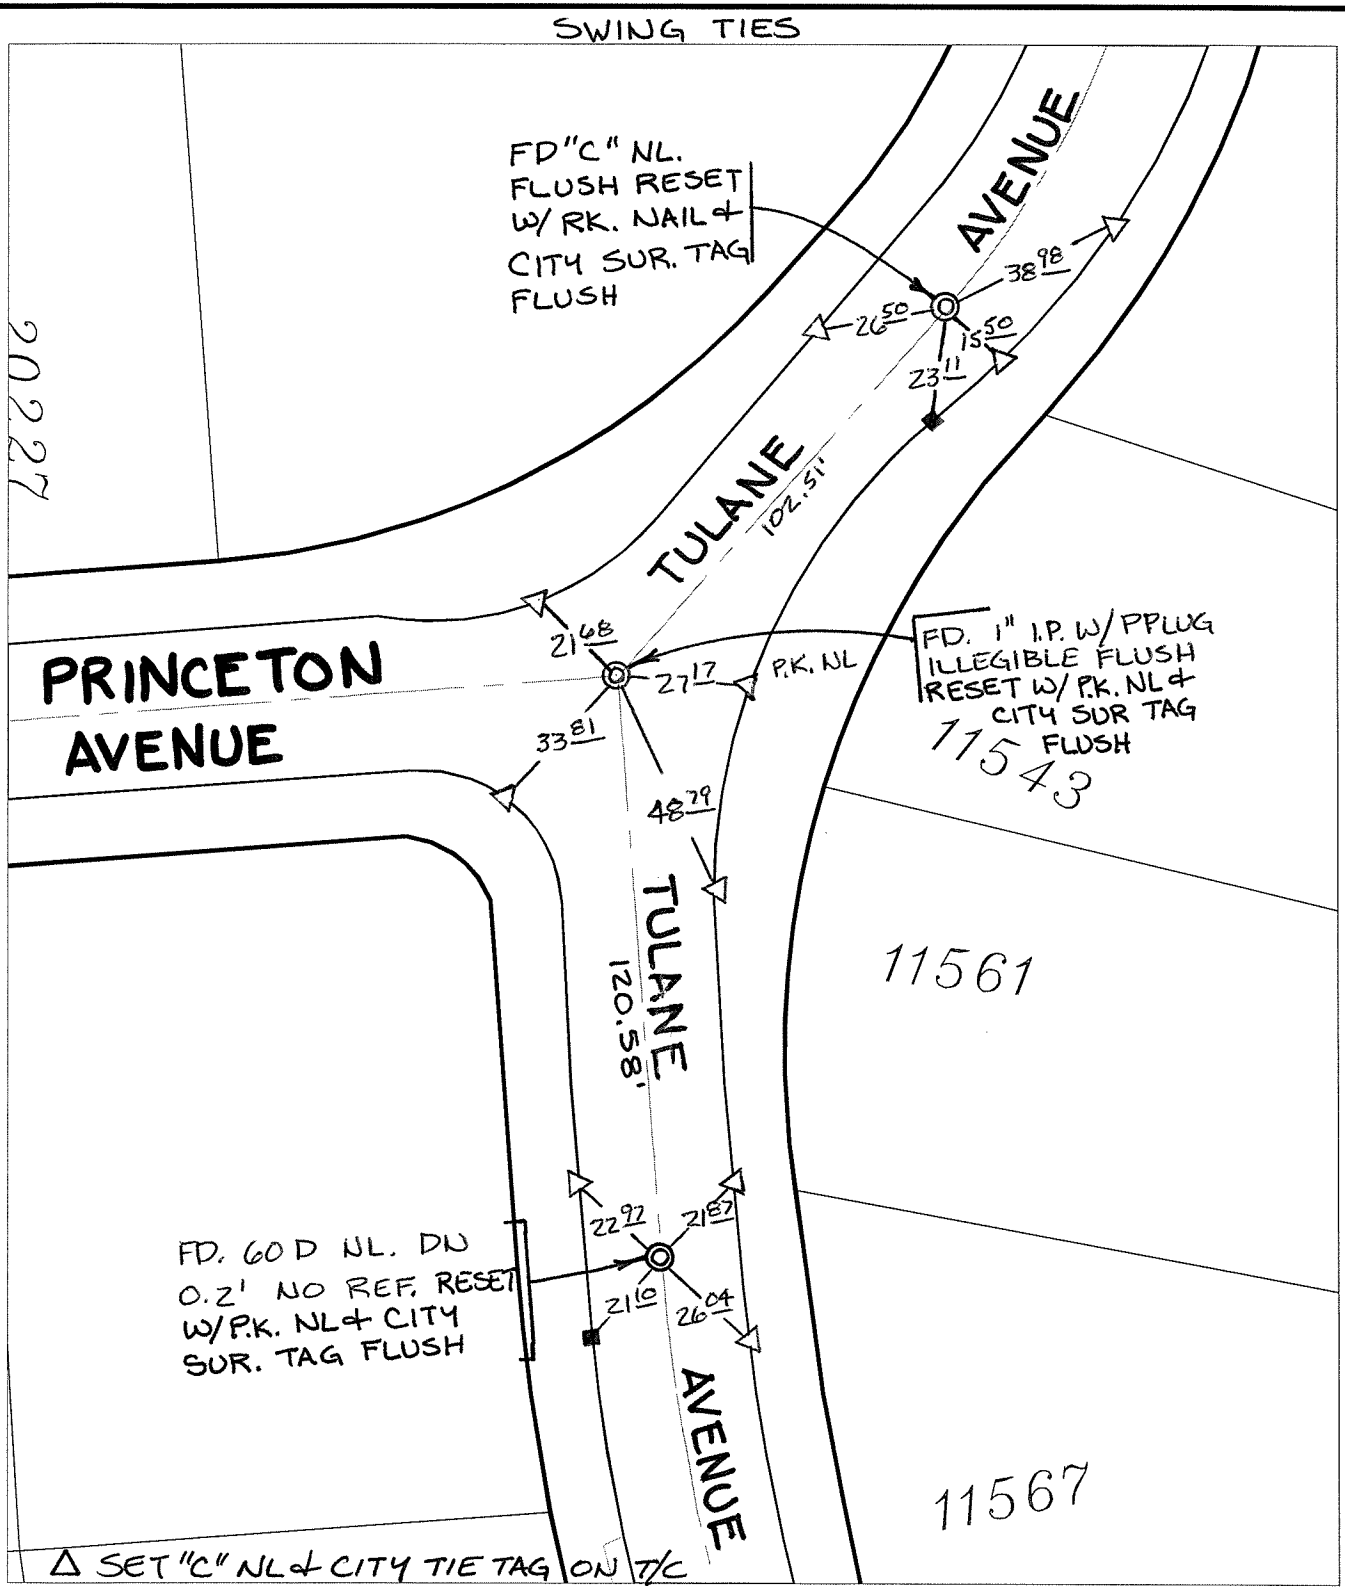 SWING TIES
FD "C" NL.
FLUSH RESET
W/ RK. NAIL &
CITY SUR. TAG
FLUSH
AVENUE
38 98
26 50
15 50
23 11
20227
TULANE
102.51'
21 68
27 17
P.K. NL
FD. 1" I.P. W/ PPLUG
ILLEGIBLE FLUSH
RESET W/ P.K. NL &
CITY SUR TAG
FLUSH
PRINCETON
AVENUE
33 81
11543
48 79
TULANE
120.58'
11561
22 97
21 87
FD. 60 D NL. DN
0.2' NO REF. RESET
W/ P.K. NL & CITY
SUR. TAG FLUSH
21 10
26 04
AVENUE
11567
△ SET "C" NL & CITY TIE TAG ON T/C